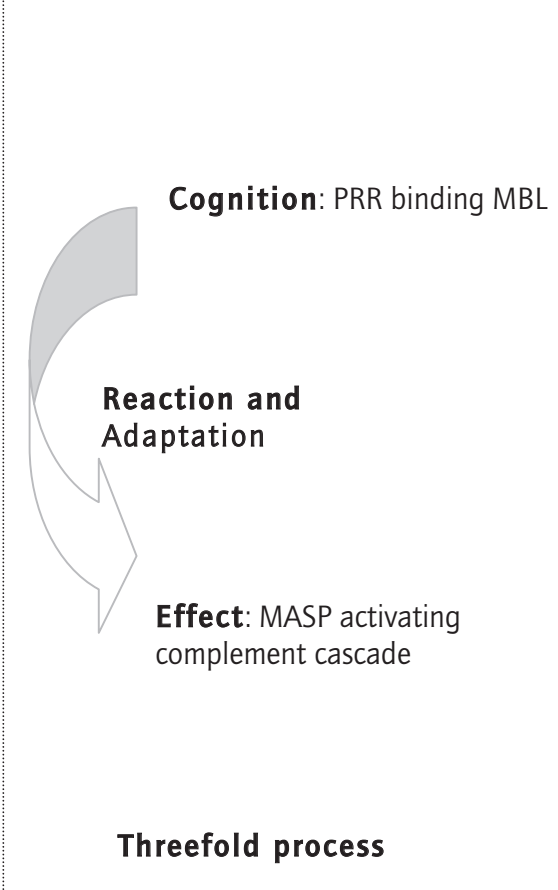 Cognition: PRR binding MBL
Reaction and
Adaptation
Effect: MASP activating
complement cascade
Threefold process